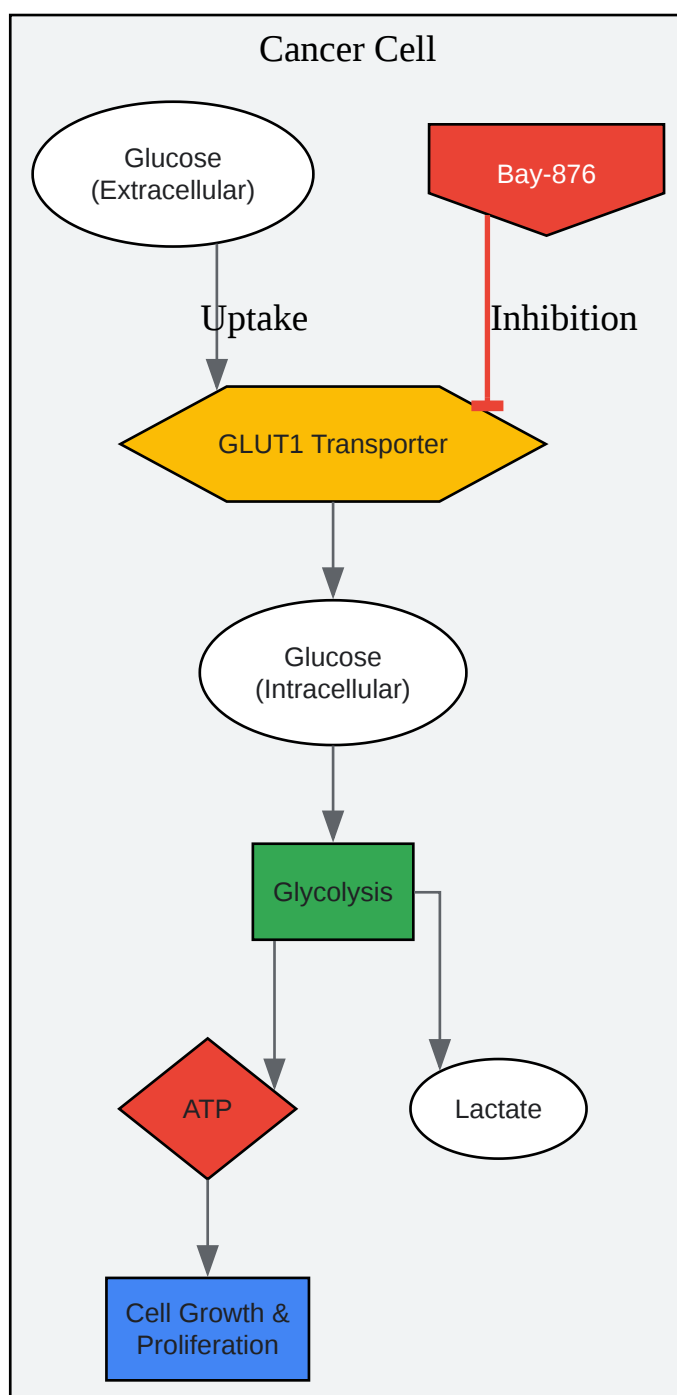 Cancer Cell
Glucose
(Extracellular)
Bay-876
Uptake
Inhibition
GLUT1 Transporter
Glucose
(Intracellular)
Glycolysis
ATP
Lactate
Cell Growth &
Proliferation